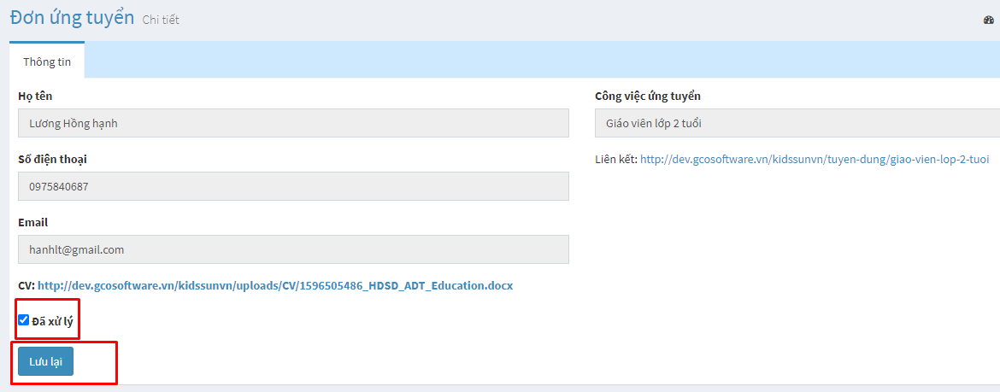 Đơn ứng tuyển Chi tiết
Thông tin
Họ tên
Lương Hồng hạnh
Số điện thoại
0975840687
Email
hanhlt@gmail.com
CV: http://dev.gcosoftware.vn/kidssunvn/uploads/CV/1596505486_HDSD_ADT_Education.docx
Đã xử lý
Lưu lại
Công việc ứng tuyển
Giáo viên lớp 2 tuổi
Liên kết: http://dev.gcosoftware.vn/kidssunvn/tuyen-dung/giao-vien-lop-2-tuoi